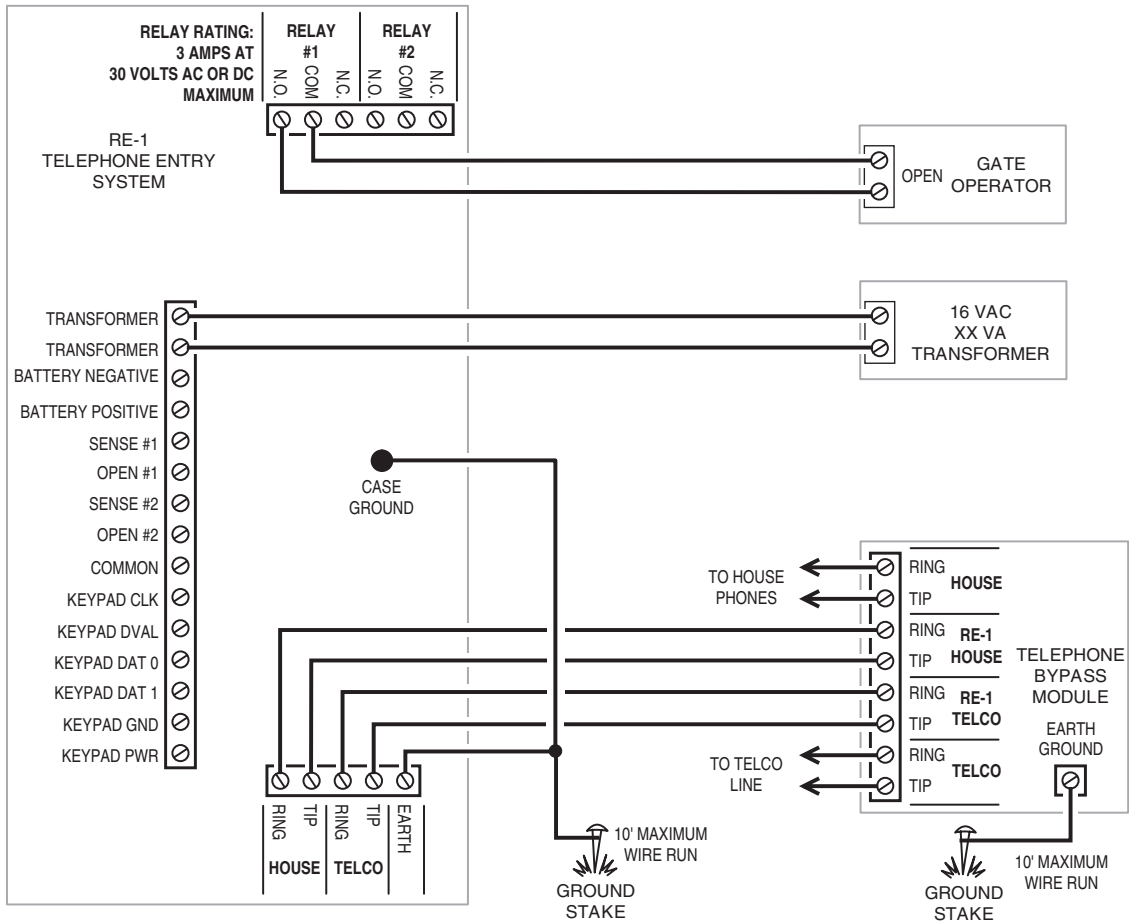 RELAY RATING:
3 AMPS AT
30 VOLTS AC OR DC
MAXIMUM
RELAY
#1
RELAY
#2
N.O.
COM
N.C.
N.O.
COM
N.C.
RE-1
TELEPHONE ENTRY
SYSTEM
OPEN
GATE
OPERATOR
TRANSFORMER
TRANSFORMER
BATTERY NEGATIVE
BATTERY POSITIVE
SENSE #1
OPEN #1
SENSE #2
OPEN #2
COMMON
KEYPAD CLK
KEYPAD DVAL
KEYPAD DAT 0
KEYPAD DAT 1
KEYPAD GND
KEYPAD PWR
16 VAC
XX VA
TRANSFORMER
CASE
GROUND
TO HOUSE
PHONES
RING
TIP
HOUSE
RING
TIP
RE-1
HOUSE
RING
TIP
RE-1
TELCO
RING
TIP
TELCO
TELEPHONE
BYPASS
MODULE
EARTH
GROUND
TO TELCO
LINE
RING
TIP
RING
TIP
EARTH
HOUSE
TELCO
10' MAXIMUM
WIRE RUN
GROUND
STAKE
10' MAXIMUM
WIRE RUN
GROUND
STAKE